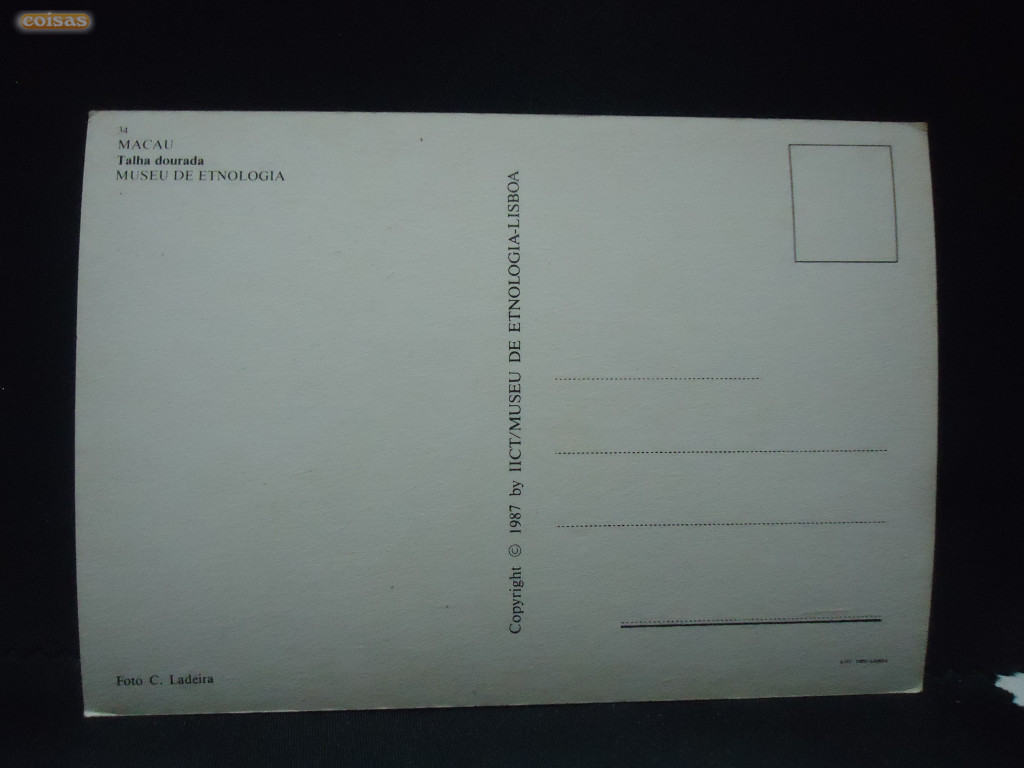 coisas
34
MACAU
Talha dourada
MUSEU DE ETNOLOGIA
Copyright © 1987 by IICT/MUSEU DE ETNOLOGIA-LISBOA
Foto C. Ladeira